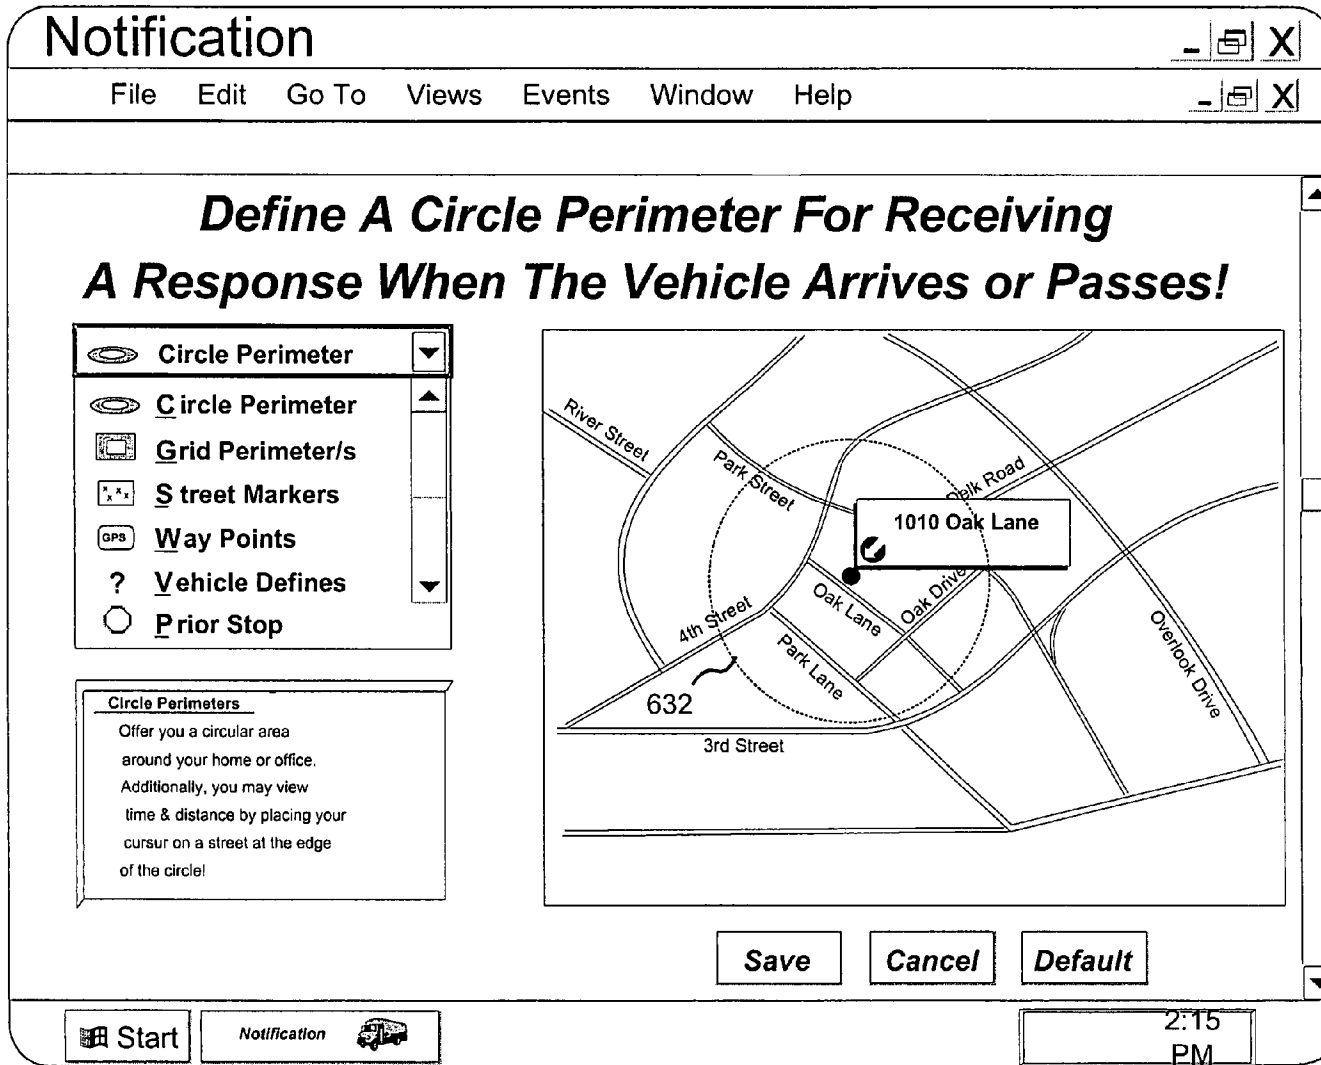 Notification
File Edit Go To Views Events Window Help
Define A Circle Perimeter For Receiving
A Response When The Vehicle Arrives or Passes!
Circle Perimeter
Circle Perimeter
Grid Perimeter/s
Street Markers
GPS Way Points
? Vehicle Defines
Prior Stop
Circle Perimeters
Offer you a circular area
around your home or office.
Additionally, you may view
time & distance by placing your
cursur on a street at the edge
of the circle!
River Street
Park Street
Delk Road
1010 Oak Lane
Oak Lane
Oak Drive
4th Street
Park Lane
Overlook Drive
632
3rd Street
Save Cancel Default
Start Notification
2:15
PM